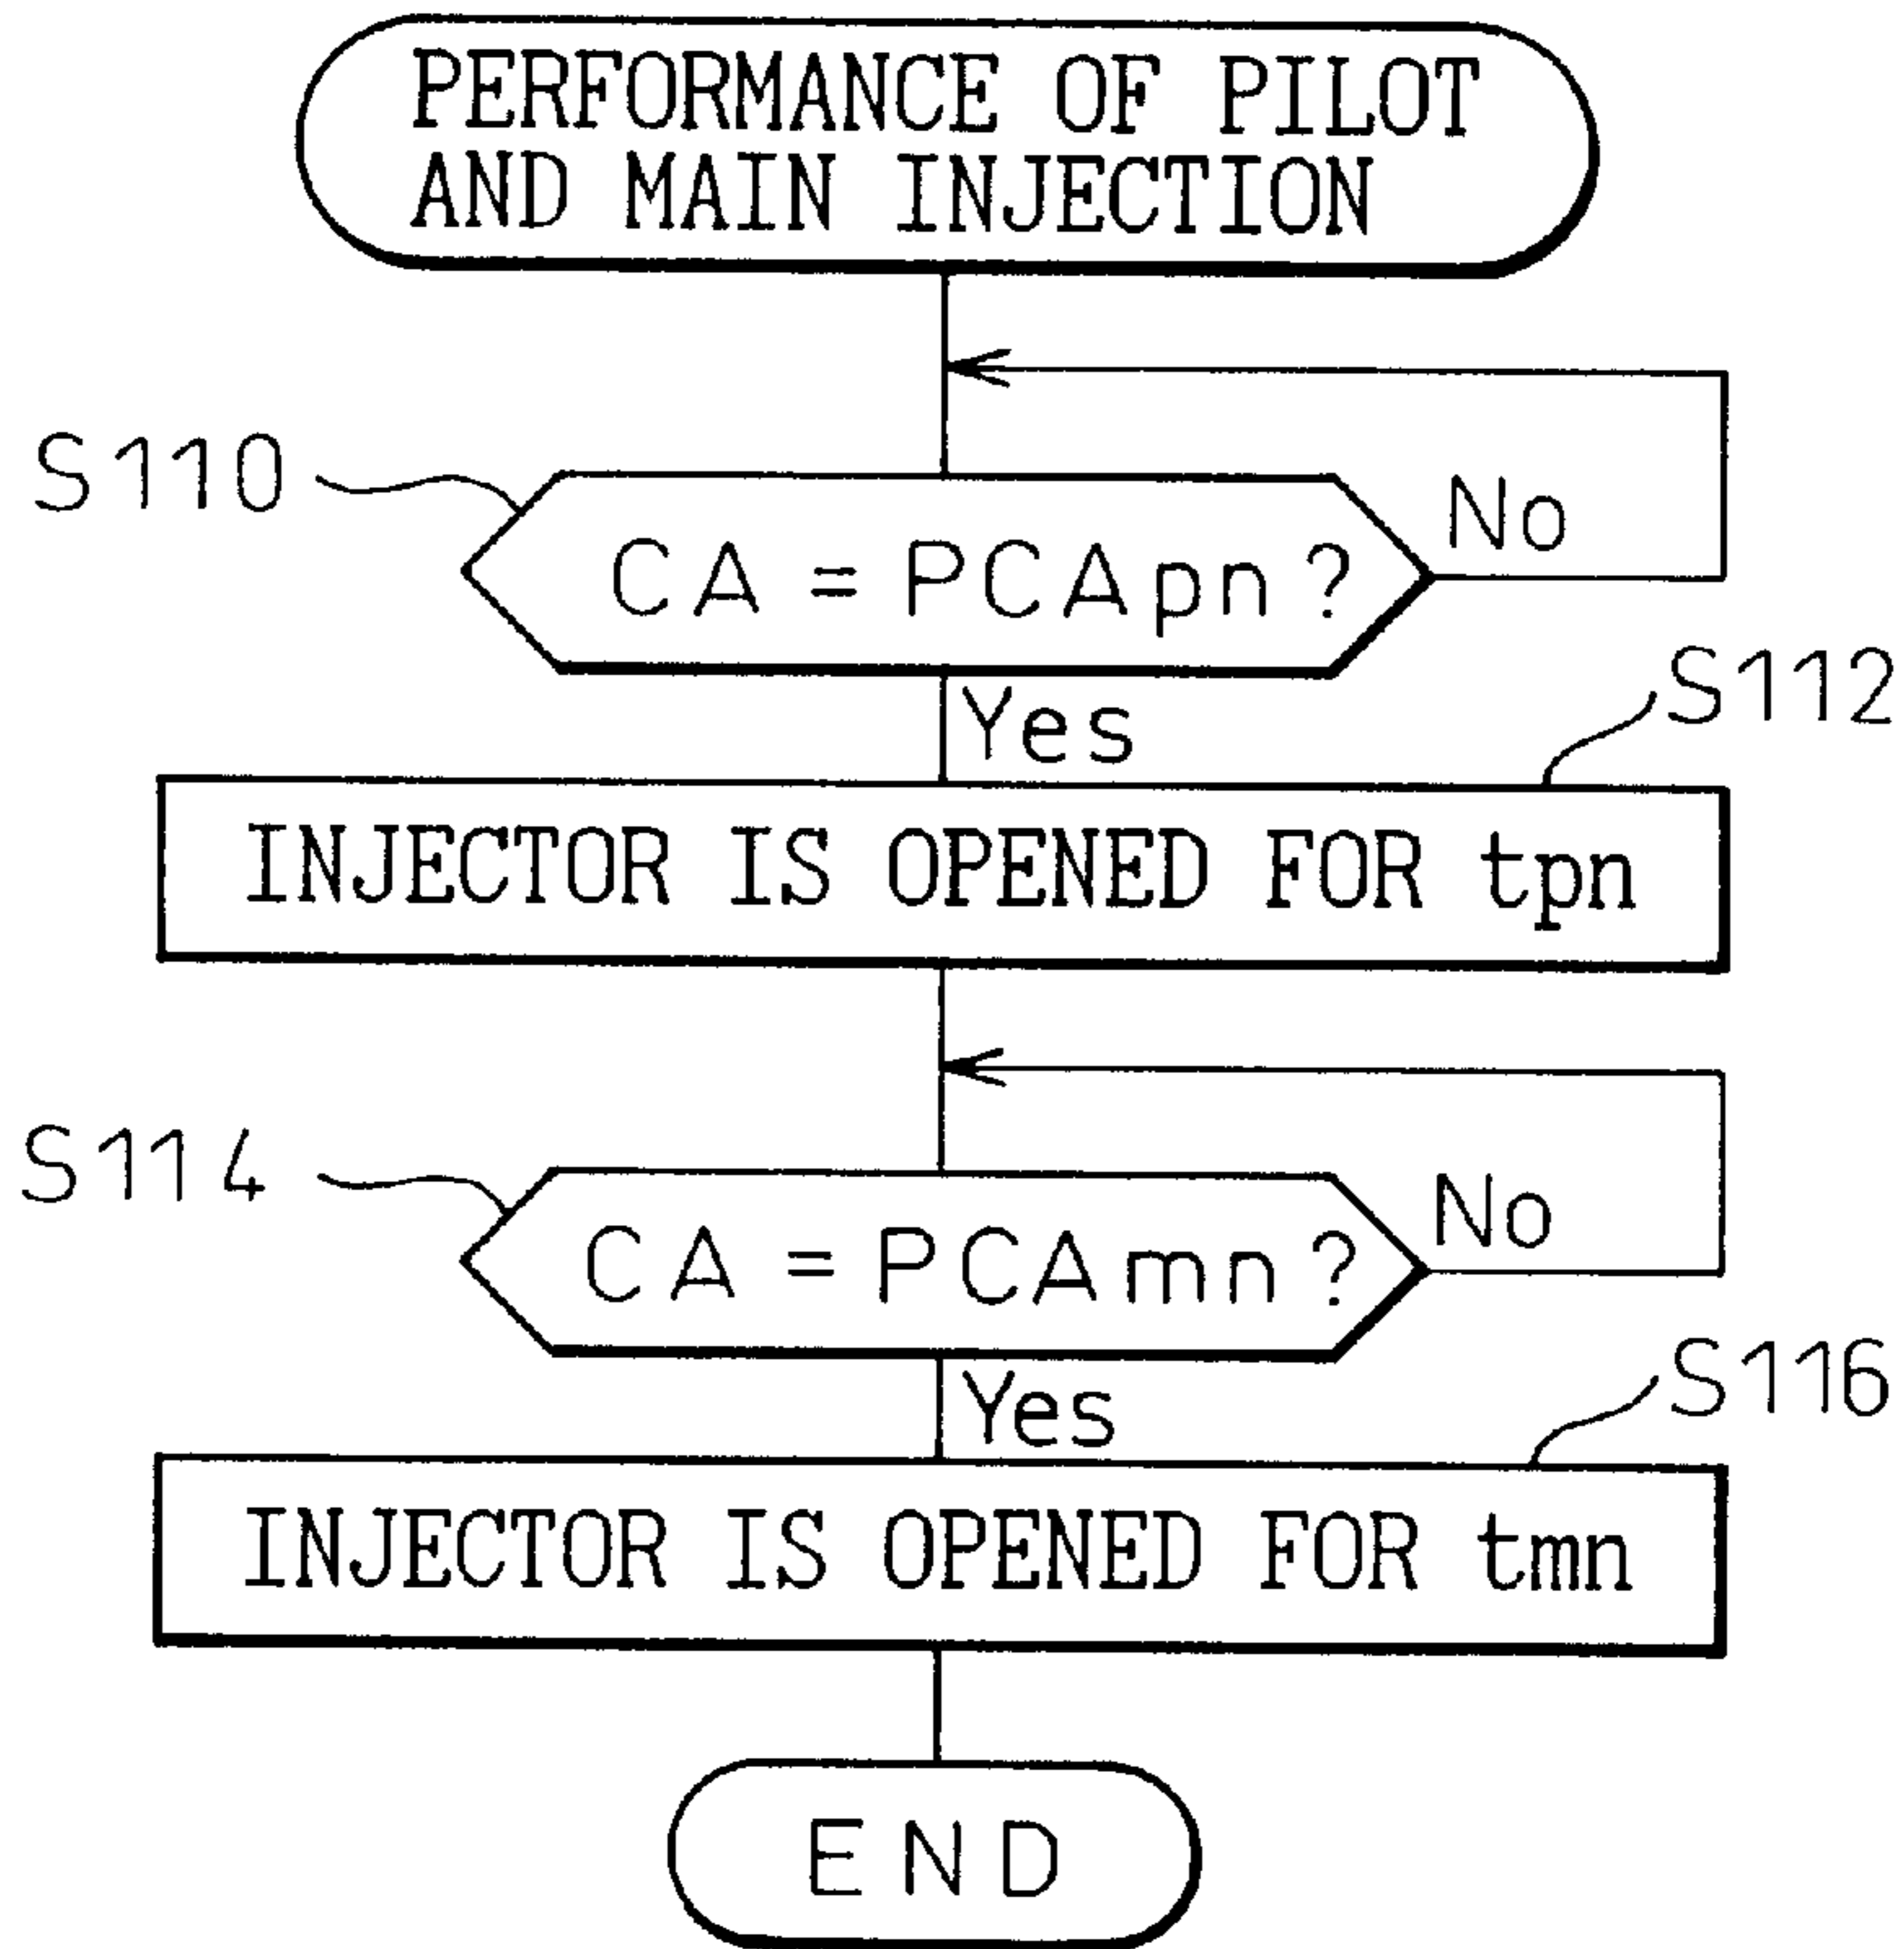 PERFORMANCE OF PILOT
AND MAIN INJECTION
S110
No
CA = PCApn ?
S112
Yes
INJECTOR IS OPENED FOR tpn
S114
No
CA = PCAmn ?
S116
Yes
INJECTOR IS OPENED FOR tmn
END